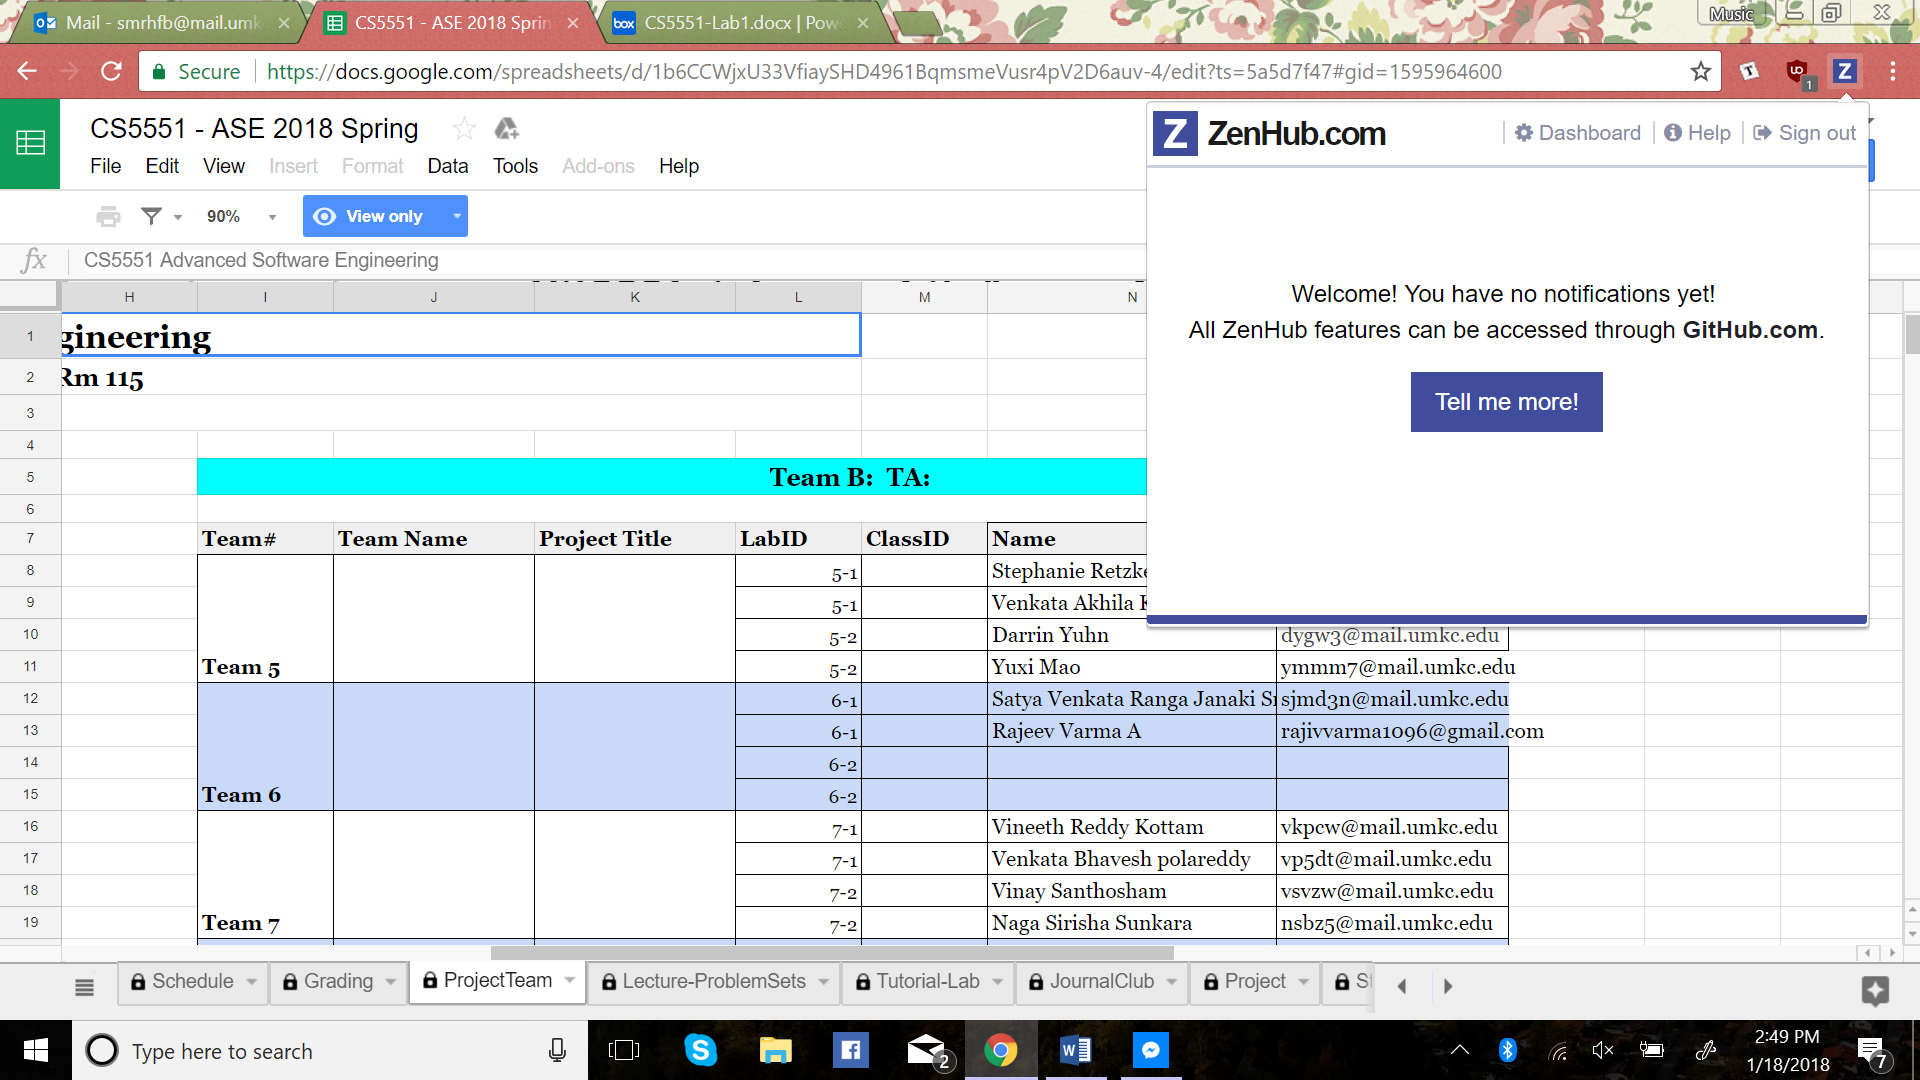 Mail - smrhfb@mail.umk
CS5551 - ASE 2018 Sprin
box CS5551-Lab1.docx | Pow
Music
Secure https://docs.google.com/spreadsheets/d/1b6CCWjxU33VfiaySHD4961BqmsmeVusr4pV2D6auv-4/edit?ts=5a5d7f47#gid=1595964600
1
Z
CS5551 - ASE 2018 Spring
File Edit View Insert Format Data Tools Add-ons Help
90% View only
fx CS5551 Advanced Software Engineering
Z ZenHub.com Dashboard Help Sign out
Welcome! You have no notifications yet!
All ZenHub features can be accessed through GitHub.com.
Tell me more!
H I J K L M N
1 gineering
2 Rm 115
3
4
5 Team B: TA:
6
7 Team# Team Name Project Title LabID ClassID Name
8 5-1 Stephanie Retzke
9 5-1 Venkata Akhila K
10 5-2 Darrin Yuhn dygw3@mail.umkc.edu
11 Team 5 5-2 Yuxi Mao ymmm7@mail.umkc.edu
12 6-1 Satya Venkata Ranga Janaki Sr sjmd3n@mail.umkc.edu
13 6-1 Rajeev Varma A rajivvarma1096@gmail.com
14 6-2
15 Team 6 6-2
16 7-1 Vineeth Reddy Kottam vkpcw@mail.umkc.edu
17 7-1 Venkata Bhavesh polareddy vp5dt@mail.umkc.edu
18 7-2 Vinay Santhosham vsvzw@mail.umkc.edu
19 Team 7 7-2 Naga Sirisha Sunkara nsbz5@mail.umkc.edu
Schedule Grading ProjectTeam Lecture-ProblemSets Tutorial-Lab JournalClub Project
Type here to search
2
2:49 PM
1/18/2018
7